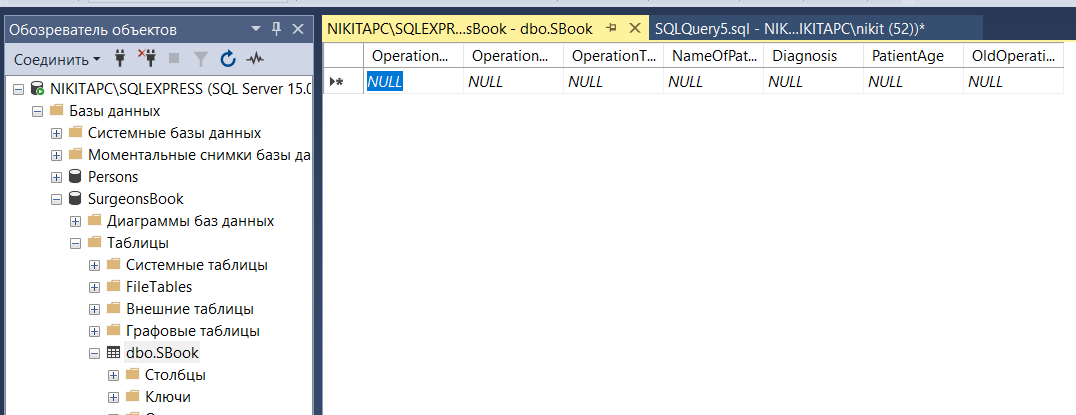 Обозреватель объектов
Соединить
NIKITAPC\SQLEXPRESS (SQL Server 15.0
Базы данных
Системные базы данных
Моментальные снимки базы да
Persons
SurgeonsBook
Диаграммы баз данных
Таблицы
Системные таблицы
FileTables
Внешние таблицы
Графовые таблицы
dbo.SBook
Столбцы
Ключи
NIKITAPC\SQLEXPR...sBook - dbo.SBook
SQLQuery5.sql - NIK...IKITAPC\nikit (52))*
Operation... Operation... OperationT... NameOfPat... Diagnosis PatientAge OldOperati...
NULL NULL NULL NULL NULL NULL NULL